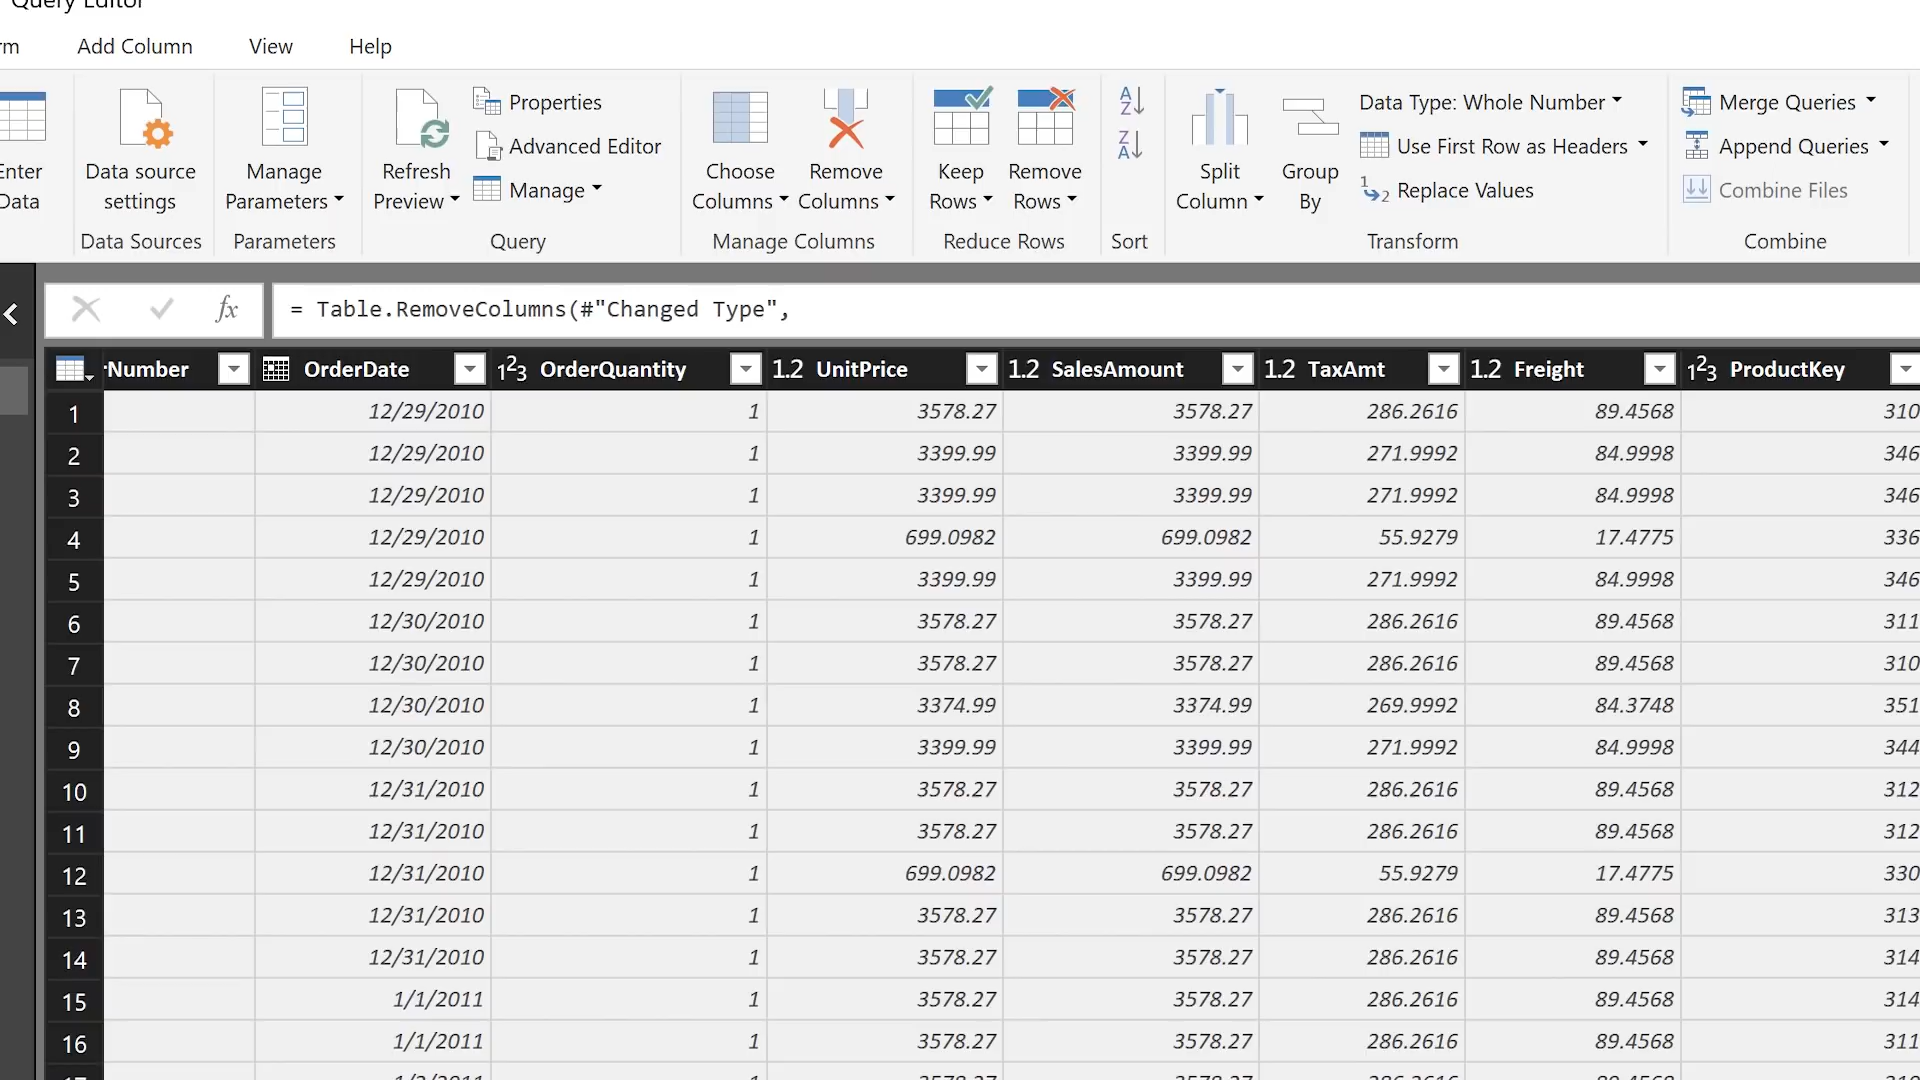 Query Editor
rm Add Column View Help
Properties
Data Type: Whole Number
Merge Queries
Advanced Editor
Use First Row as Headers
Append Queries
Enter Data
Data source settings
Manage Parameters
Refresh Preview
Manage
Choose Columns
Remove Columns
Keep Rows
Remove Rows
A Z
Z A
Split Column
Group By
1 2 Replace Values
Combine Files
Data Sources Parameters Query Manage Columns Reduce Rows Sort Transform Combine
fx = Table.RemoveColumns(#"Changed Type",
rNumber OrderDate 123 OrderQuantity 1.2 UnitPrice 1.2 SalesAmount 1.2 TaxAmt 1.2 Freight 123 ProductKey
1 12/29/2010 1 3578.27 3578.27 286.2616 89.4568 310
2 12/29/2010 1 3399.99 3399.99 271.9992 84.9998 346
3 12/29/2010 1 3399.99 3399.99 271.9992 84.9998 346
4 12/29/2010 1 699.0982 699.0982 55.9279 17.4775 336
5 12/29/2010 1 3399.99 3399.99 271.9992 84.9998 346
6 12/30/2010 1 3578.27 3578.27 286.2616 89.4568 311
7 12/30/2010 1 3578.27 3578.27 286.2616 89.4568 310
8 12/30/2010 1 3374.99 3374.99 269.9992 84.3748 351
9 12/30/2010 1 3399.99 3399.99 271.9992 84.9998 344
10 12/31/2010 1 3578.27 3578.27 286.2616 89.4568 312
11 12/31/2010 1 3578.27 3578.27 286.2616 89.4568 312
12 12/31/2010 1 699.0982 699.0982 55.9279 17.4775 330
13 12/31/2010 1 3578.27 3578.27 286.2616 89.4568 313
14 12/31/2010 1 3578.27 3578.27 286.2616 89.4568 314
15 1/1/2011 1 3578.27 3578.27 286.2616 89.4568 314
16 1/1/2011 1 3578.27 3578.27 286.2616 89.4568 311